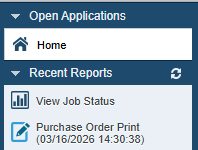 Open Applications
Home
Recent Reports
View Job Status
Purchase Order Print
(03/16/2026 14:30:38)